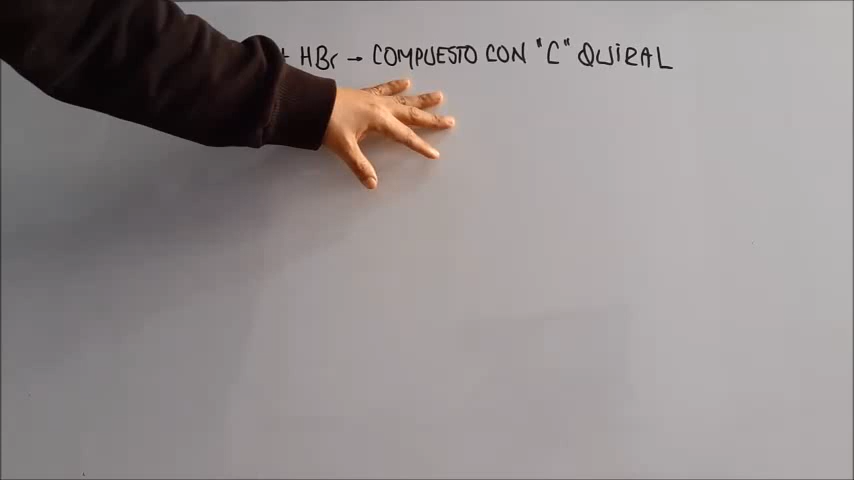 + HBr → COMPUESTO CON "C" QUIRAL